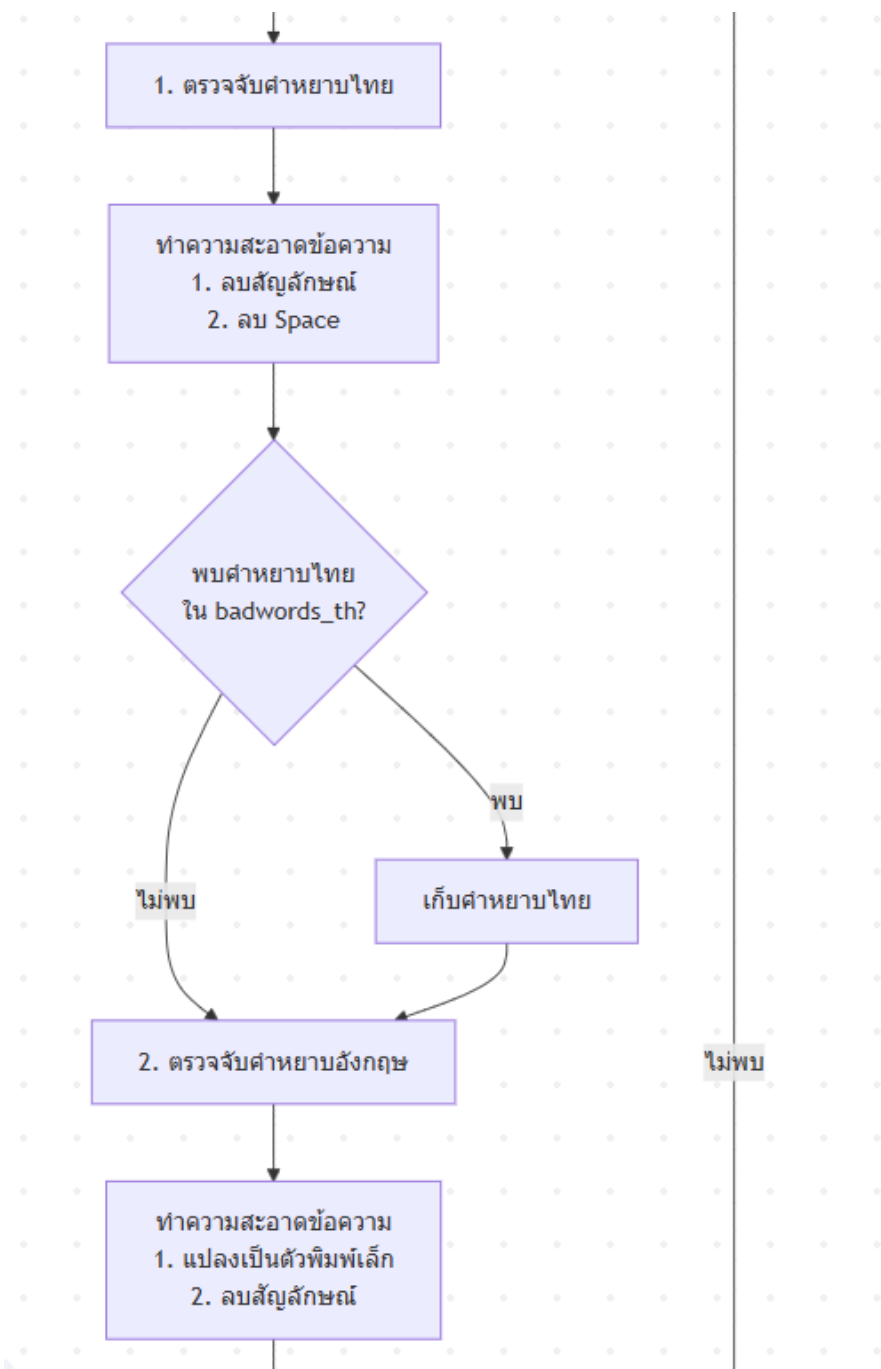 1. ตรวจจับคำหยาบไทย
ทำความสะอาดข้อความ
1. ลบสัญลักษณ์
2. ลบ Space
พบคำหยาบไทย
ใน badwords_th?
พบ
ไม่พบ
เก็บคำหยาบไทย
2. ตรวจจับคำหยาบอังกฤษ
ไม่พบ
ทำความสะอาดข้อความ
1. แปลงเป็นตัวพิมพ์เล็ก
2. ลบสัญลักษณ์